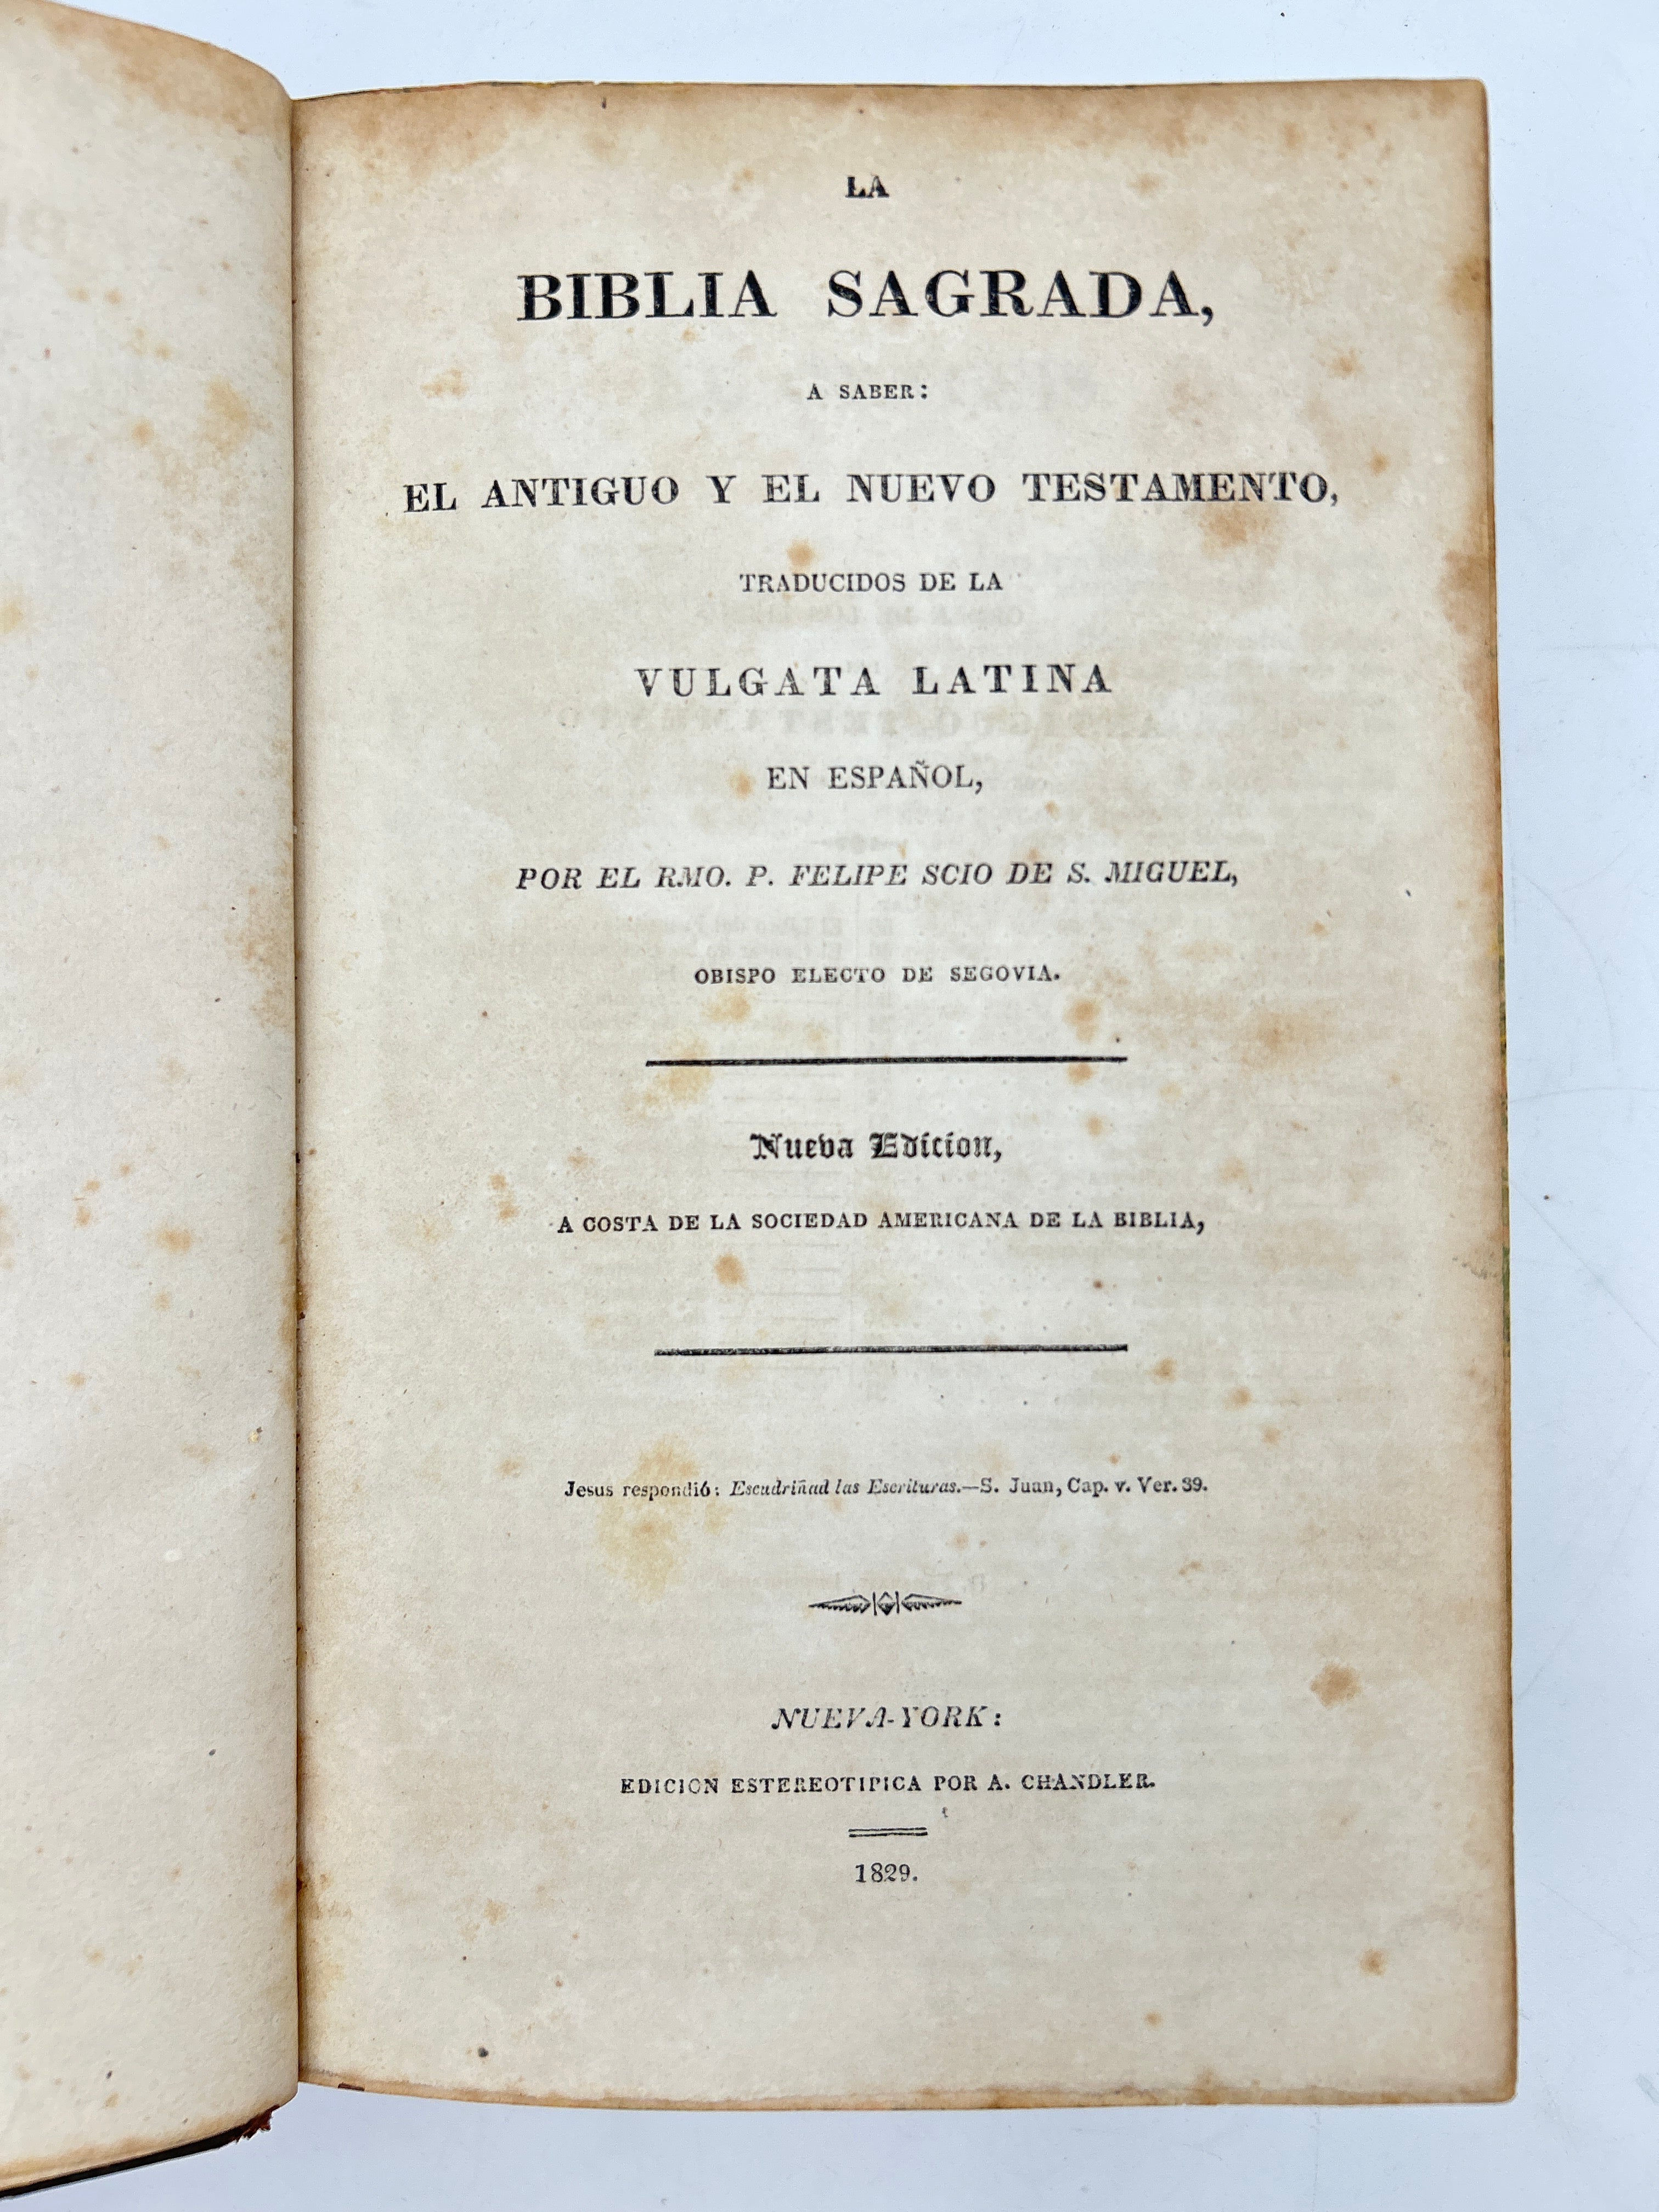 LA
BIBLIA SAGRADA,
A SABER:
EL ANTIGUO Y EL NUEVO TESTAMENTO,
TRADUCIDOS DE LA
VULGATA LATINA
EN ESPAÑOL,
POR EL RMO. P. FELIPE SCIO DE S. MIGUEL,
OBISPO ELECTO DE SEGOVIA.
Nueva Edicion,
A COSTA DE LA SOCIEDAD AMERICANA DE LA BIBLIA,
Jesus respondió: Escudriñad las Escrituras.—S. Juan, Cap. v. Ver. 39.
NUEVA-YORK:
EDICION ESTEREOTIPICA POR A. CHANDLER.
1829.